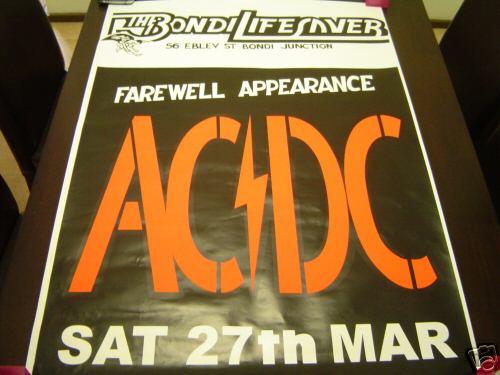 THE BONDI LIFESAVER
56 EBLEY ST BONDI JUNCTION
FAREWELL APPEARANCE
AC DC
SAT 27th MAR